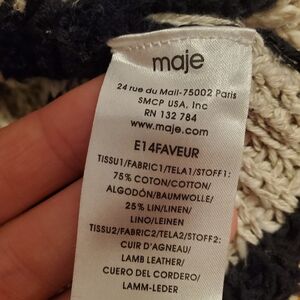 maje
24 rue du Mail-75002 Paris
SMCP USA, Inc
RN 132 784
www.maje.com
E14FAVEUR
TISSU1/FABRIC1/TELA1/STOFF1:
75% COTON/COTTON/
ALGODÓN/BAUMWOLLE/
25% LIN/LINEN/
LINO/LEINEN
TISSU2/FABRIC2/TELA2/STOFF2:
CUIR D'AGNEAU/
LAMB LEATHER/
CUERO DEL CORDERO/
LAMM-LEDER